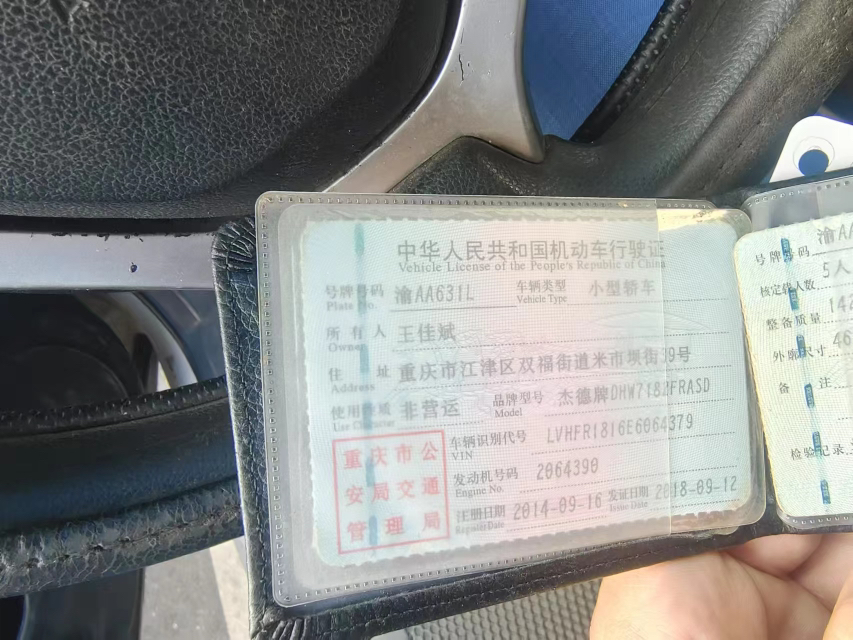 中华人民共和国机动车行驶证
Vehicle License of the People's Republic of China
号牌号码 渝AA631L 车辆类型 小型轿车
Plate No. Vehicle Type
所有人 王佳斌
Owner
住址 重庆市江津区双福街道米市坝街39号
Address
使用性质 非营运 品牌型号 杰德牌DHW7182FRASD
Use Character Model
车辆识别代号 LVHFR1816E6064379
VIN
发动机号码 2064390
Engine No.
注册日期 2014-09-16 发证日期 2018-09-12
Register Date Issue Date
重庆市公
安局交通
管理局
号牌号码 渝AA
核定载人数 5人
整备质量 142
外廓尺寸 46
备注
检验记录